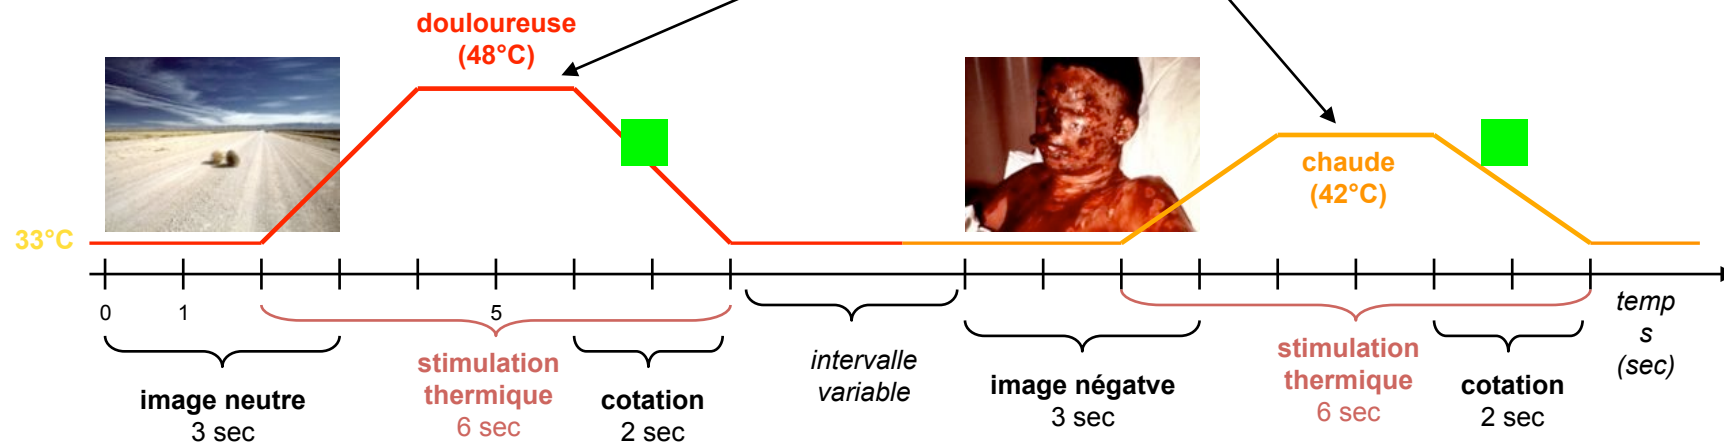 douloureuse
(48°C)
chaude
(42°C)
33°C
0
1
5
temp
s
(sec)
image neutre
3 sec
stimulation
thermique
6 sec
cotation
2 sec
intervalle
variable
image négatve
3 sec
stimulation
thermique
6 sec
cotation
2 sec